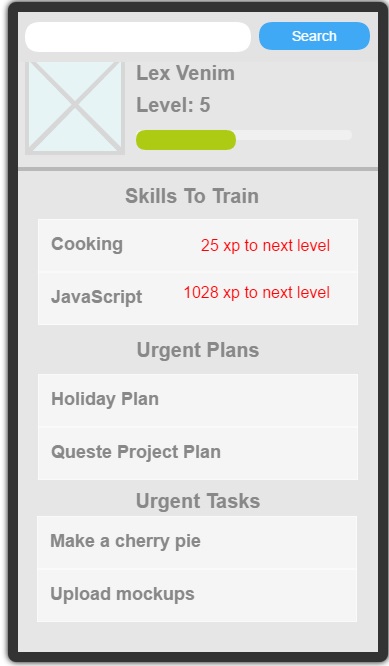 Search
Lex Venim
Level: 5
Skills To Train
Cooking 25 xp to next level
JavaScript 1028 xp to next level
Urgent Plans
Holiday Plan
Queste Project Plan
Urgent Tasks
Make a cherry pie
Upload mockups